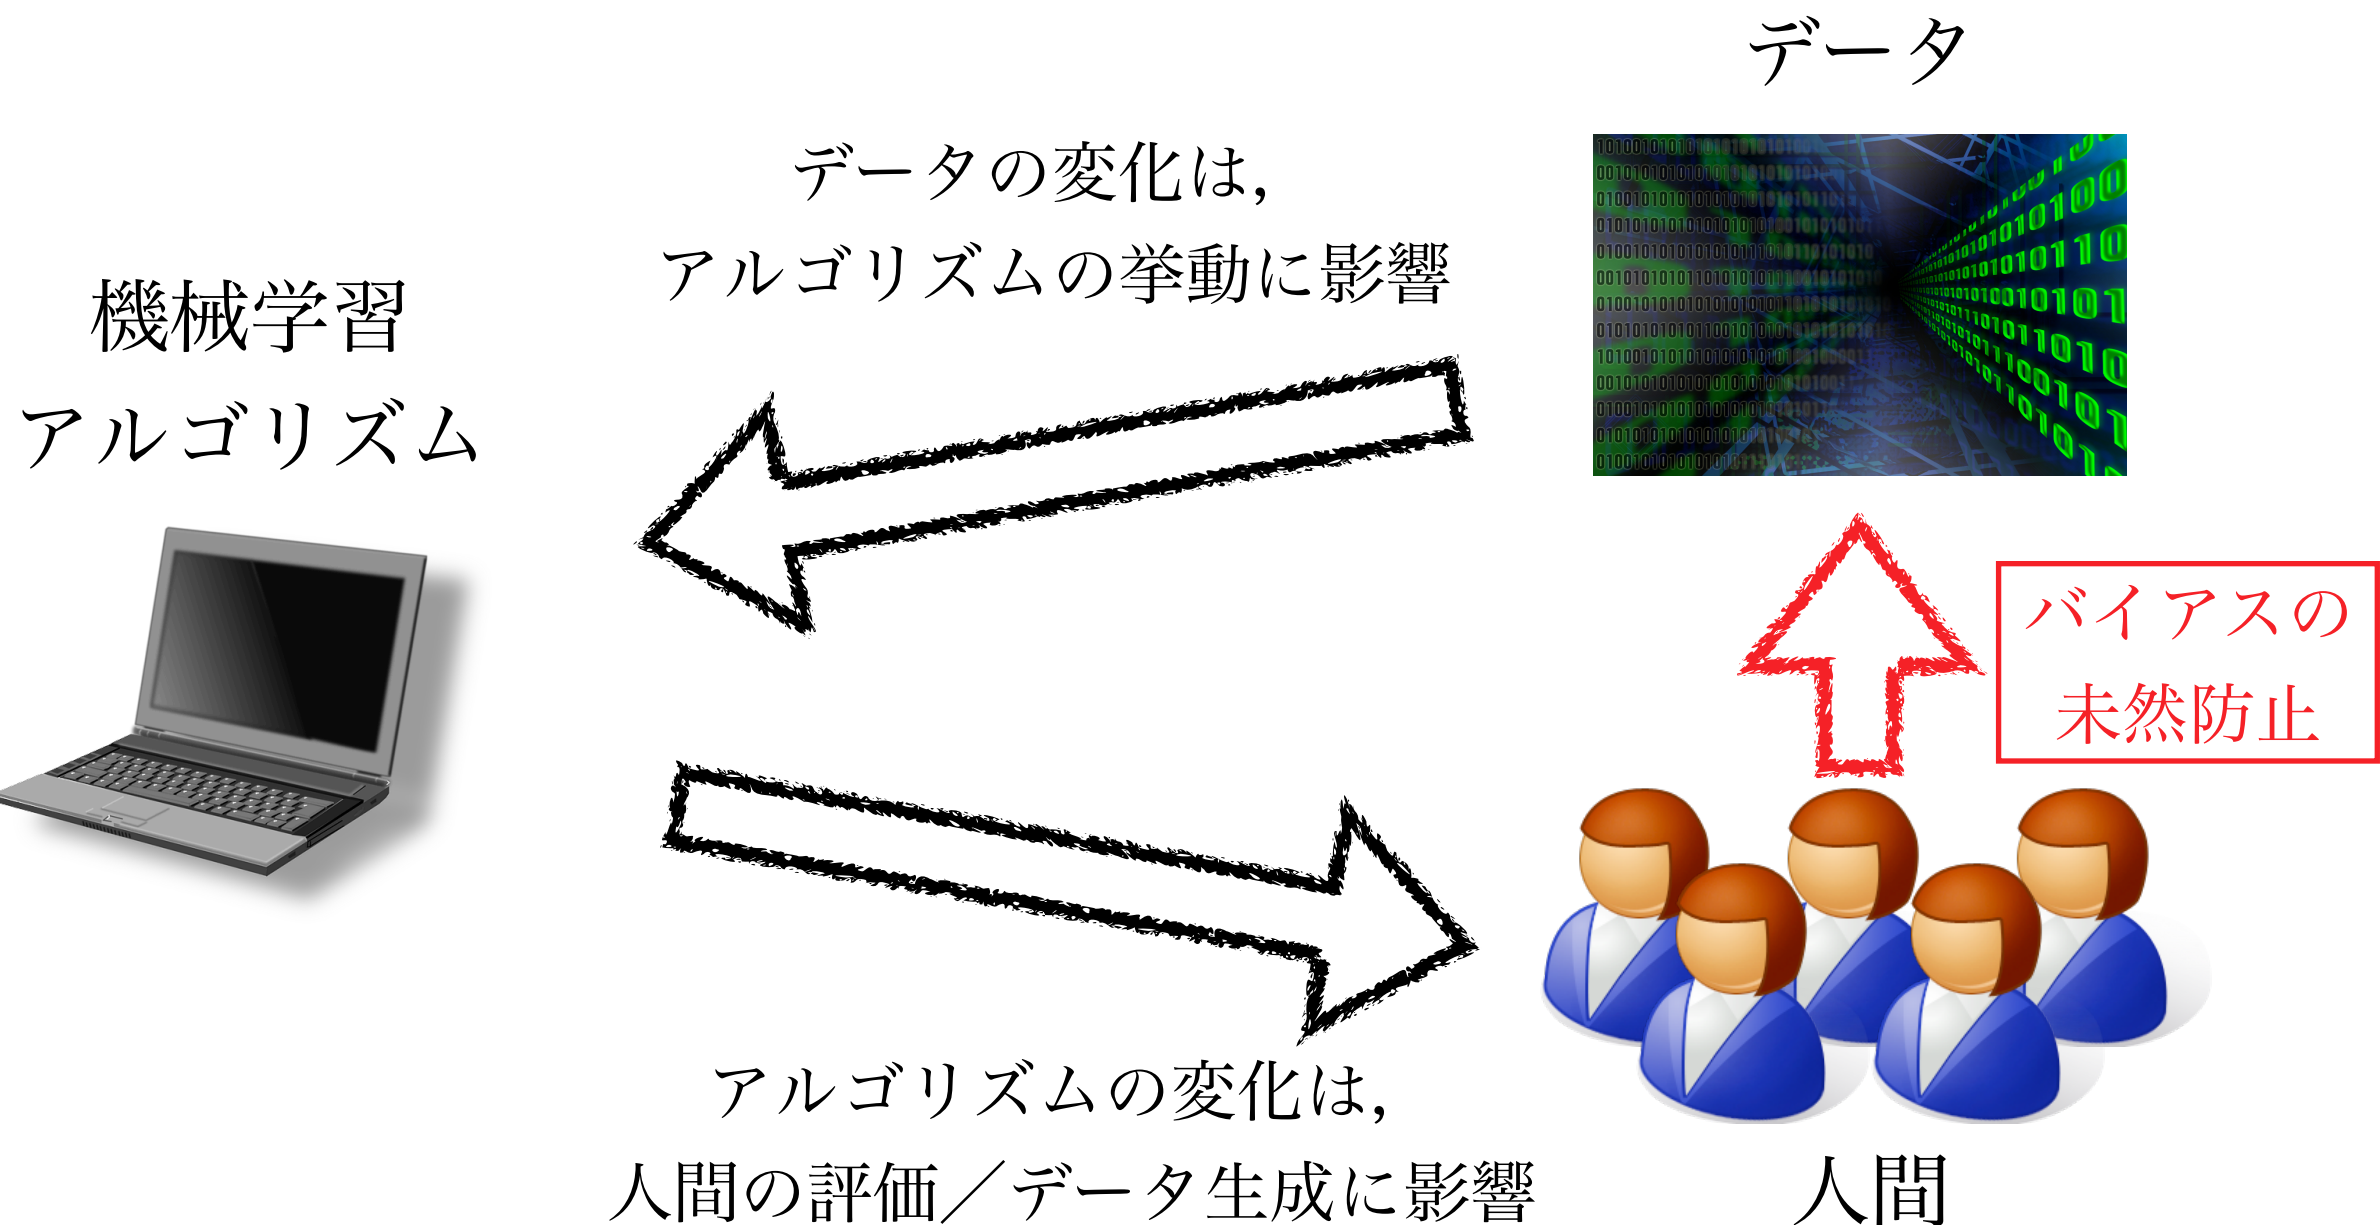 データ
データの変化は,
アルゴリズムの挙動に影響
機械学習
アルゴリズム
バイアスの
未然防止
アルゴリズムの変化は,
人間の評価／データ生成に影響
人間